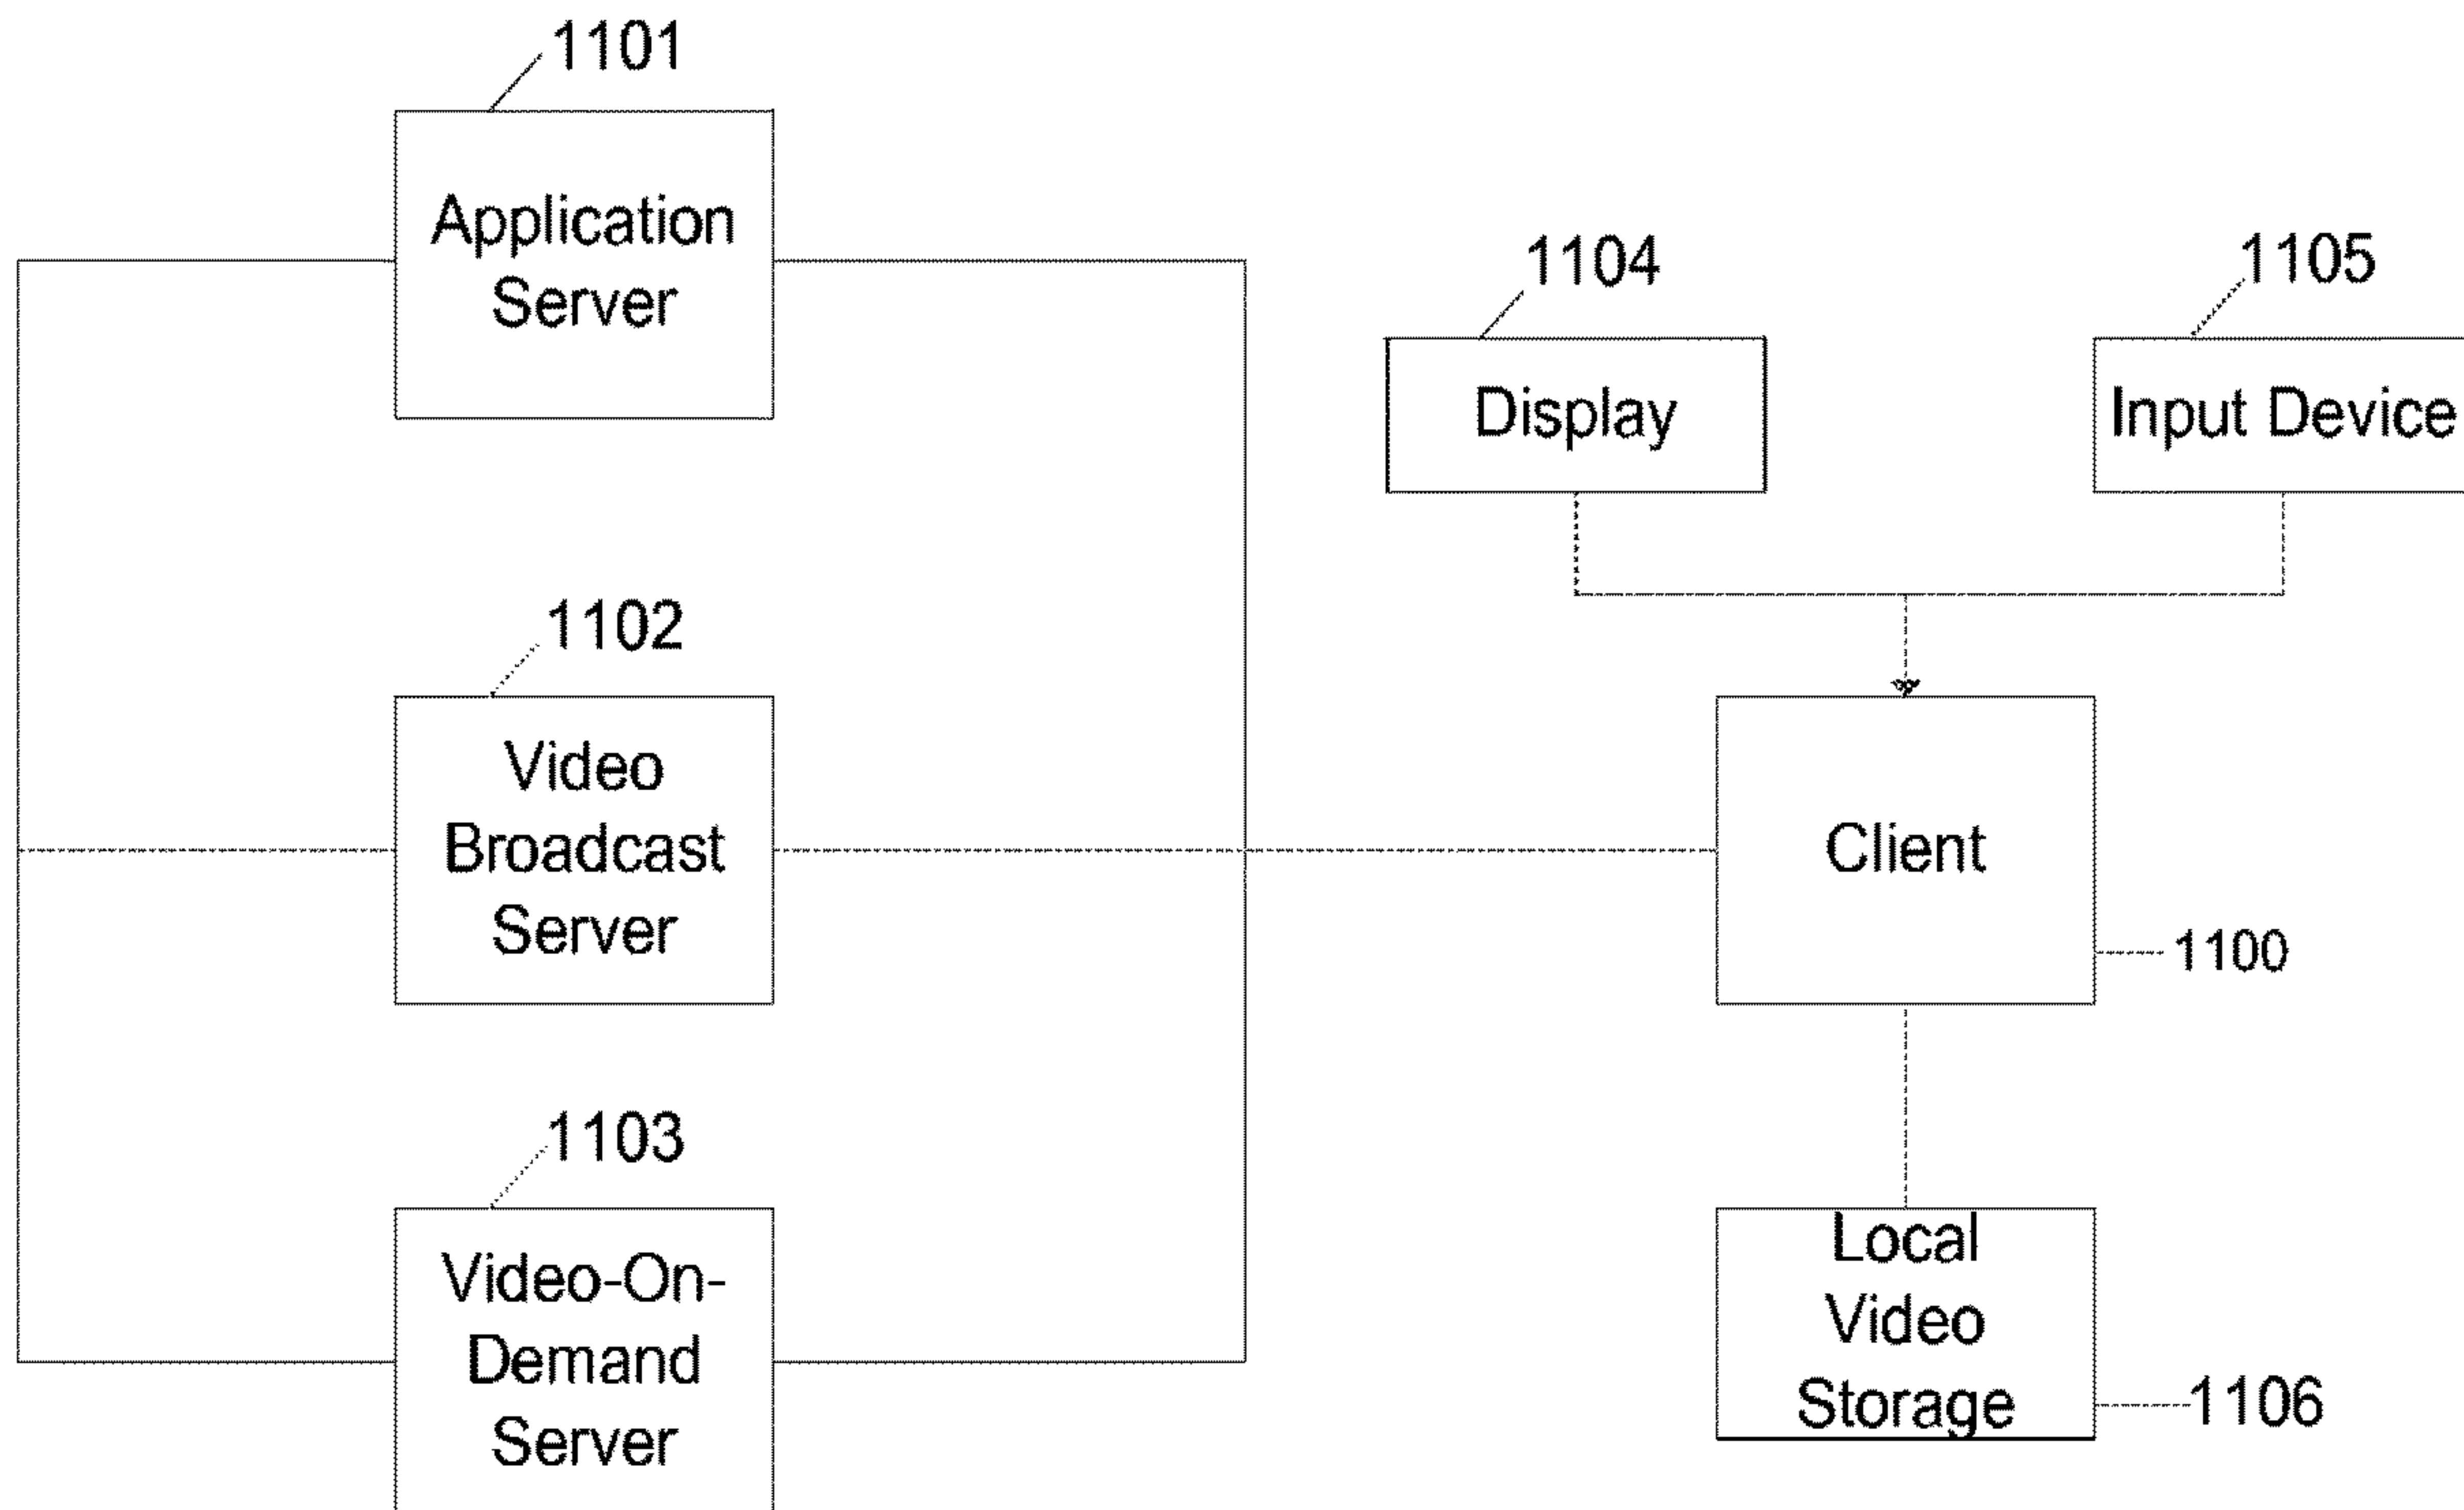 1101
Application
Server
1104
1105
Display
Input Device
1102
Video
Broadcast
Server
Client
1100
1103
Video-On-
Demand
Server
Local
Video
Storage
1106